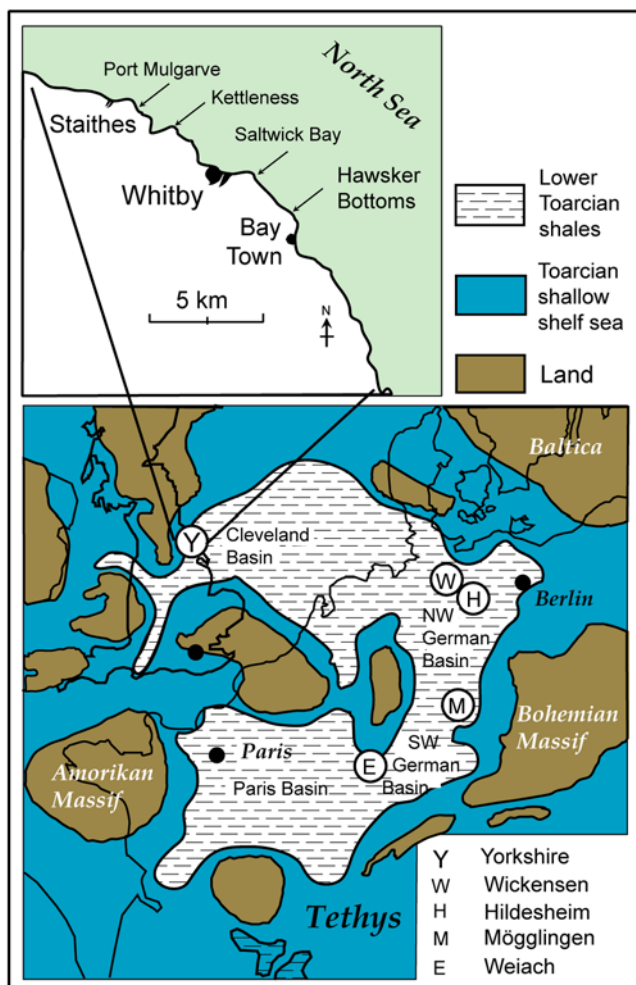 Port Mulgarve
Kettleness
Staithes
Saltwick Bay
North Sea
Whitby
Hawsker
Bottoms
Bay
Town
5 km
N
Lower
Toarcian
shales
Toarcian
shallow
shelf sea
Land
Baltica
Y
Cleveland
Basin
W
H
Berlin
NW
German
Basin
M
Bohemian
Massif
SW
German
Basin
E
Paris
Paris Basin
Amorikan
Massif
Tethys
Y Yorkshire
W Wickensen
H Hildesheim
M Mögglingen
E Weiach